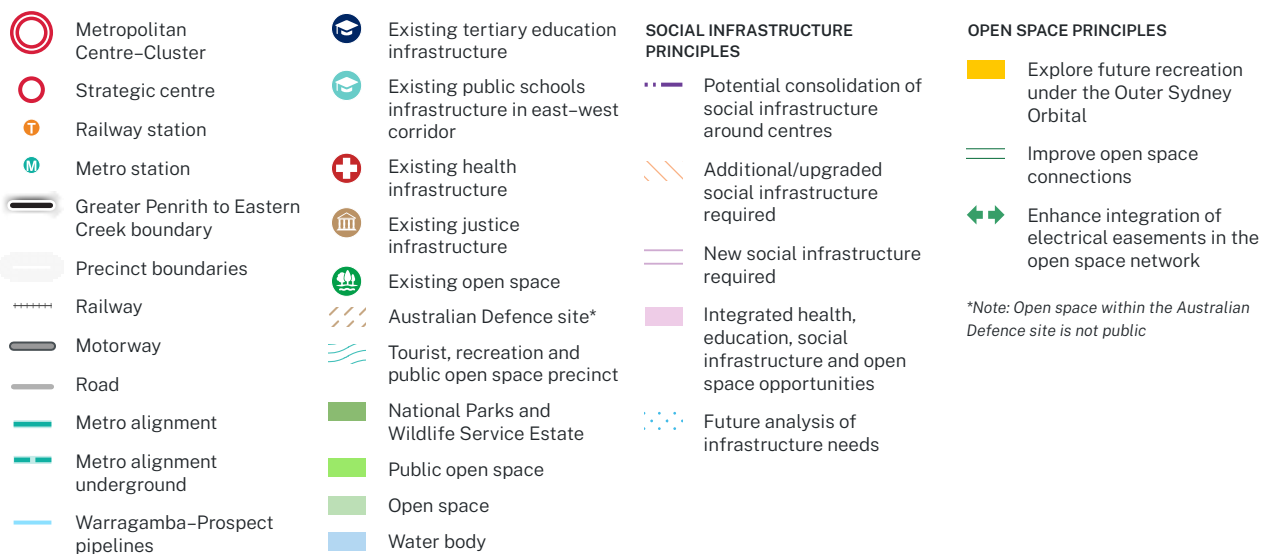 Metropolitan
Centre–Cluster
Strategic centre
T
Railway station
M
Metro station
Greater Penrith to Eastern
Creek boundary
Precinct boundaries
Railway
Motorway
Road
Metro alignment
Metro alignment
underground
Warragamba–Prospect
pipelines
Existing tertiary education
infrastructure
Existing public schools
infrastructure in east–west
corridor
Existing health
infrastructure
Existing justice
infrastructure
Existing open space
Australian Defence site*
Tourist, recreation and
public open space precinct
National Parks and
Wildlife Service Estate
Public open space
Open space
Water body
SOCIAL INFRASTRUCTURE
PRINCIPLES
Potential consolidation of
social infrastructure
around centres
Additional/upgraded
social infrastructure
required
New social infrastructure
required
Integrated health,
education, social
infrastructure and open
space opportunities
Future analysis of
infrastructure needs
OPEN SPACE PRINCIPLES
Explore future recreation
under the Outer Sydney
Orbital
Improve open space
connections
Enhance integration of
electrical easements in the
open space network
*Note: Open space within the Australian
Defence site is not public